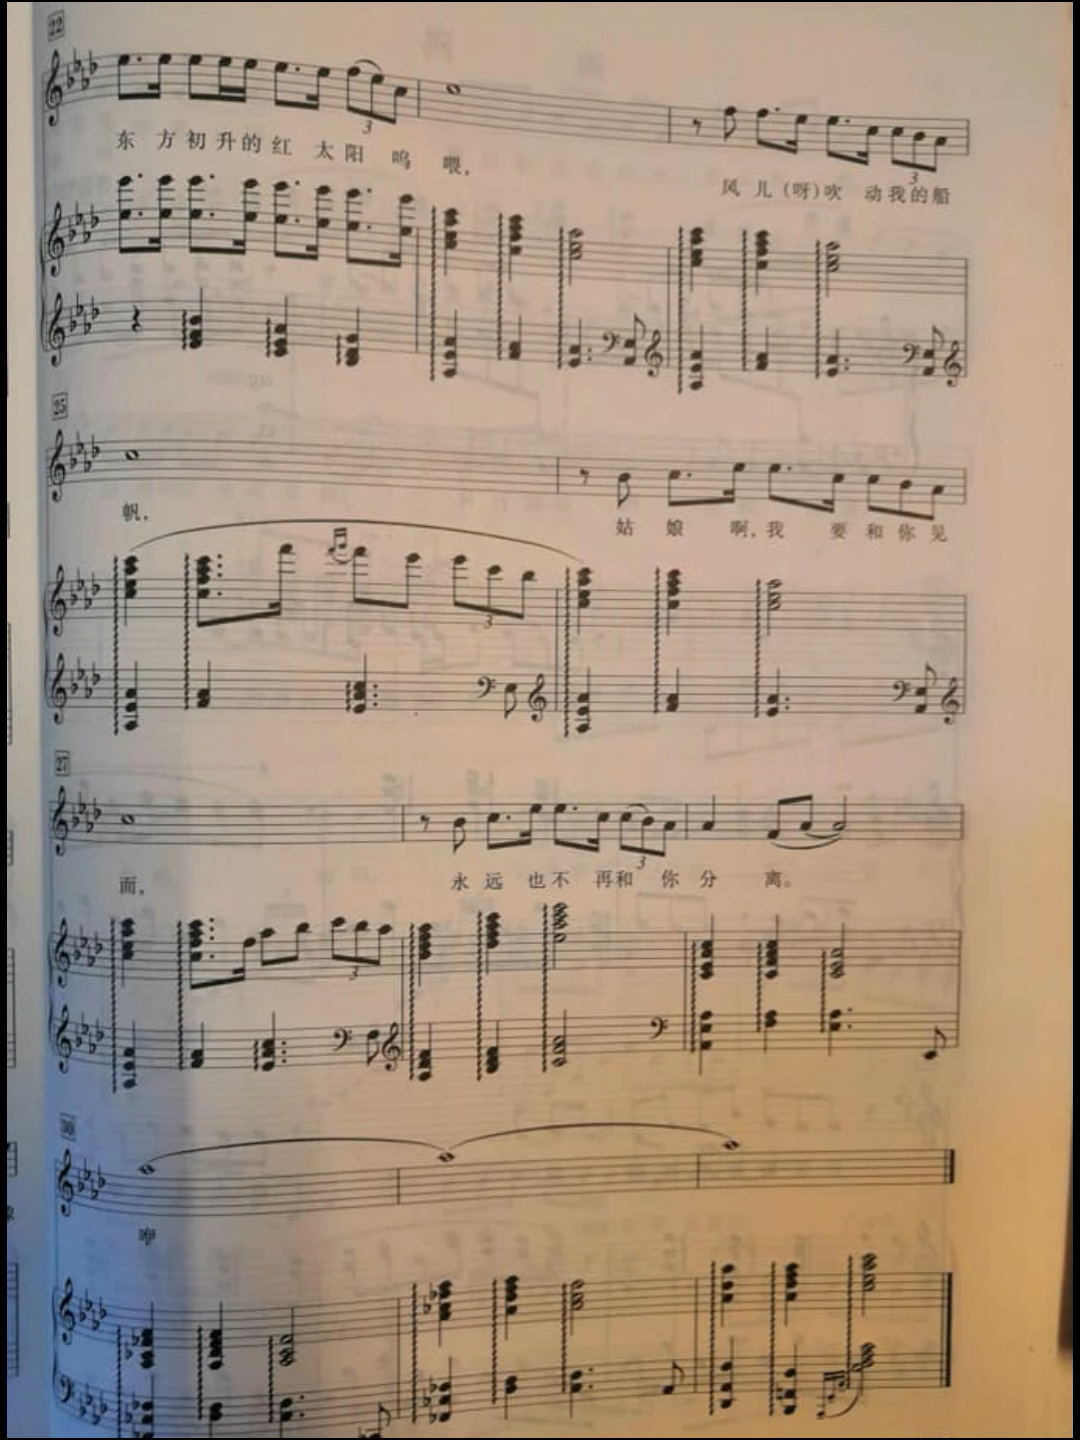 22
东 方 初 升 的 红 太 阳 呜 喂,
风 儿 (呀) 吹 动 我 的 船
3
3
25
帆,
姑 娘 啊, 我 要 和 你 见
3
27
面,
永 远 也 不 再 和 你 分 离。
3
3
30
咿